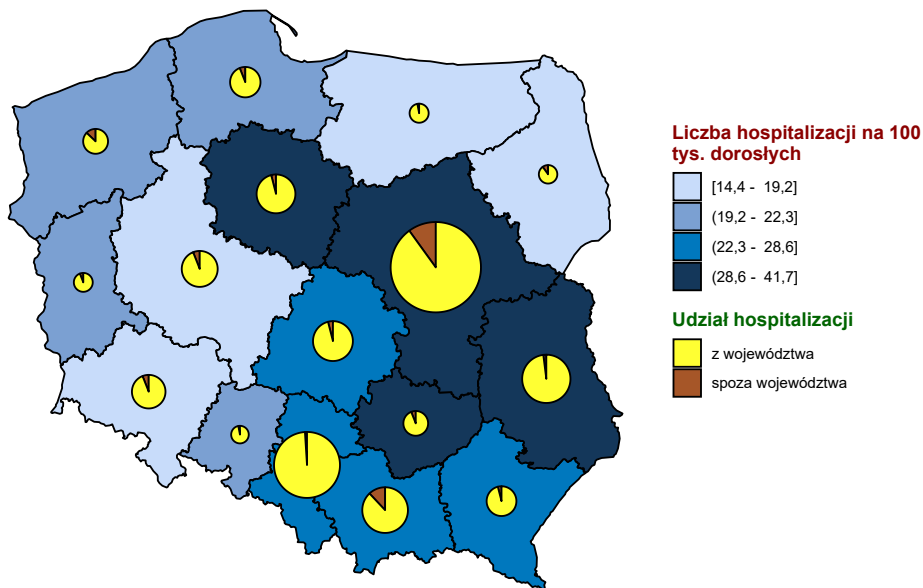 Liczba hospitalizacji na 100
tys. dorosłych
[14,4 - 19,2]
(19,2 - 22,3]
(22,3 - 28,6]
(28,6 - 41,7]
Udział hospitalizacji
z województwa
spoza województwa